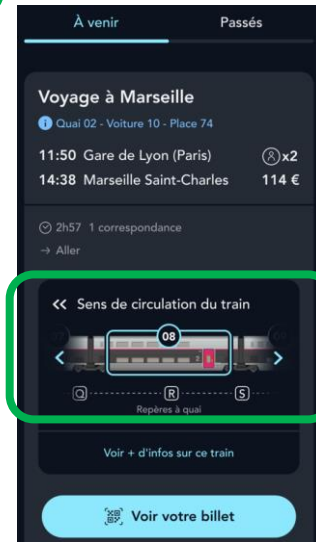 À venir Passés
Voyage à Marseille
i Quai 02 - Voiture 10 - Place 74
11:50 Gare de Lyon (Paris) x2
14:38 Marseille Saint-Charles 114 €
2h57 1 correspondance
→ Aller
<< Sens de circulation du train
08
2
Q R S
Repères à quai
Voir + d'infos sur ce train
Voir votre billet